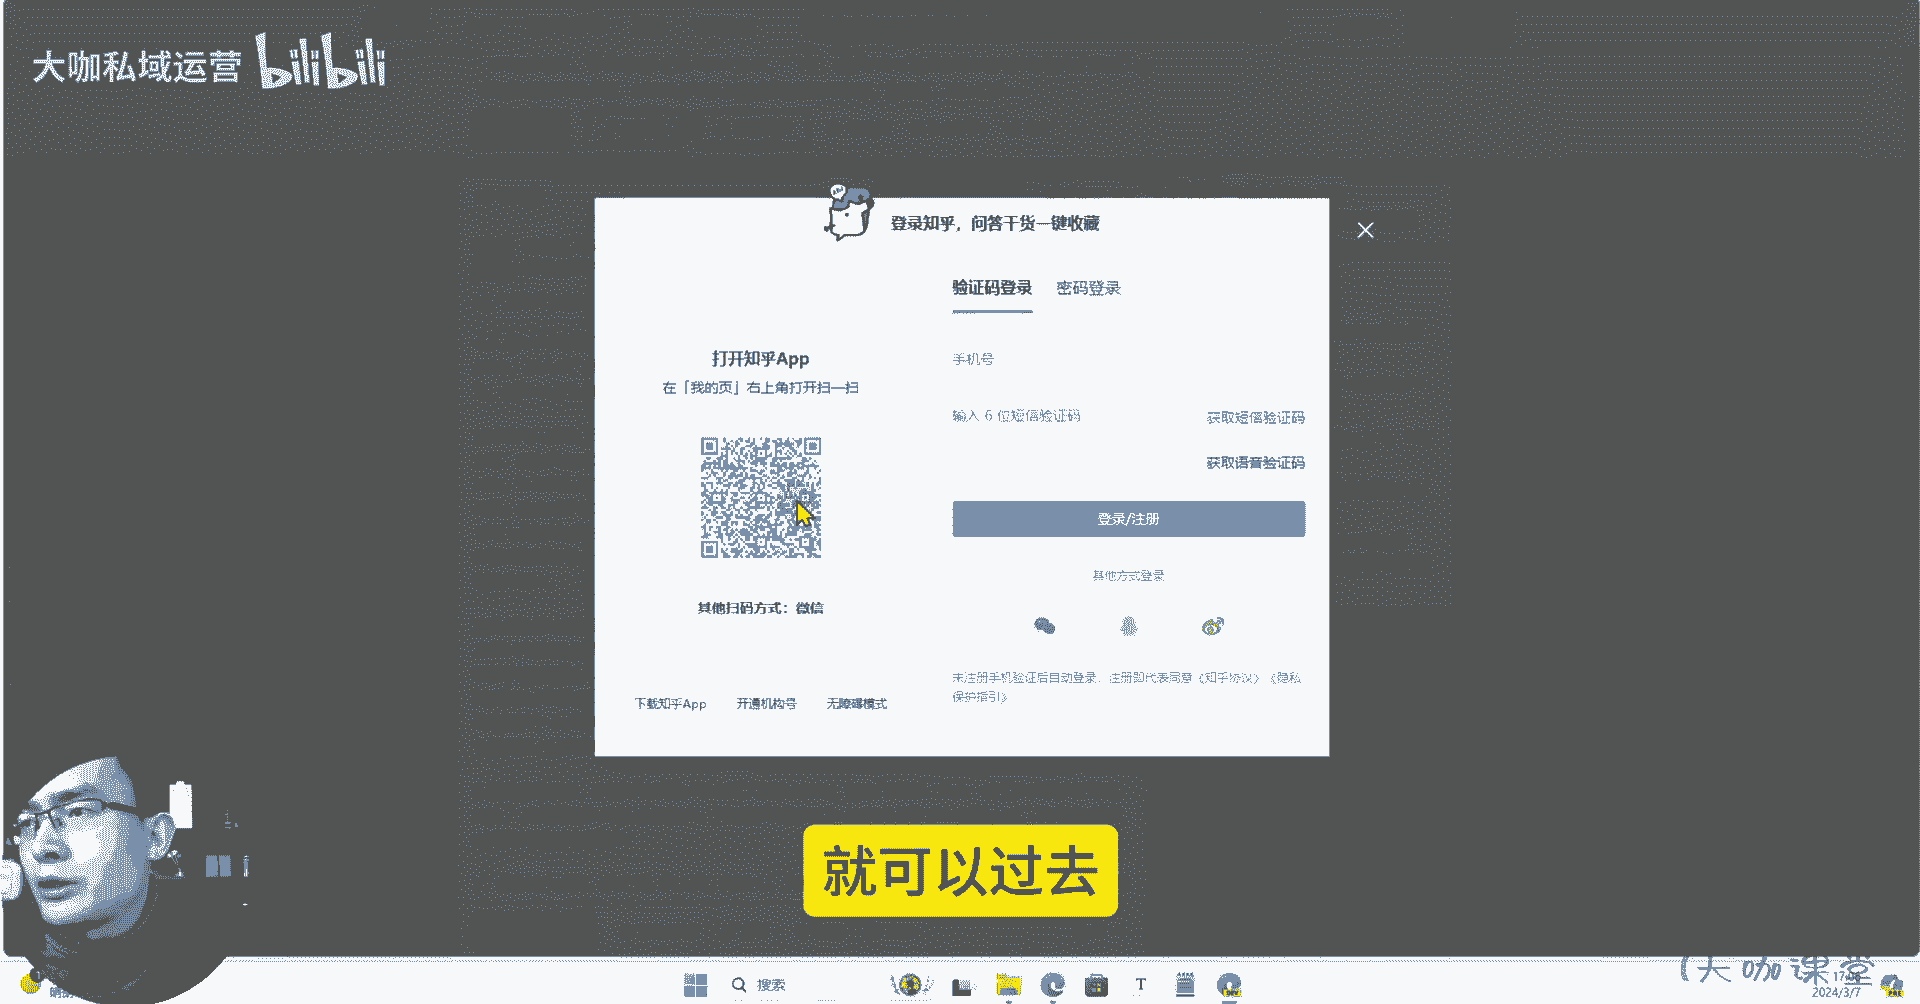 大咖私域运营 bilibili
登录知乎，问答干货一键收藏
验证码登录 密码登录
打开知乎App
在「我的页」右上角打开扫一扫
手机号
输入 6 位短信验证码 获取短信验证码
获取语音验证码
登录/注册
其他方式登录
其他扫码方式：微信
未注册手机验证后自动登录，注册即代表同意《知乎协议》《隐私
保护指引》
下载知乎App 开通机构号 无障碍模式
就可以过去
搜索
大咖课堂
2024/3/7